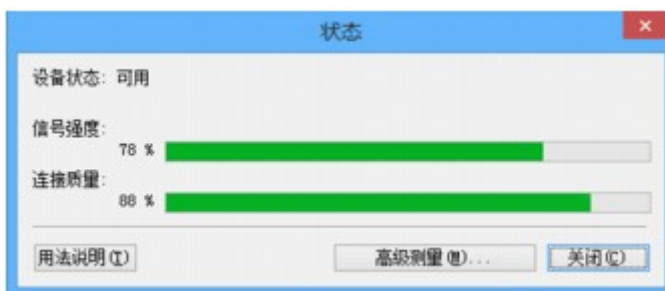 状态
设备状态: 可用
信号强度:
78 %
连接质量:
88 %
用法说明(T)
高级测量(M)...
关闭(C)